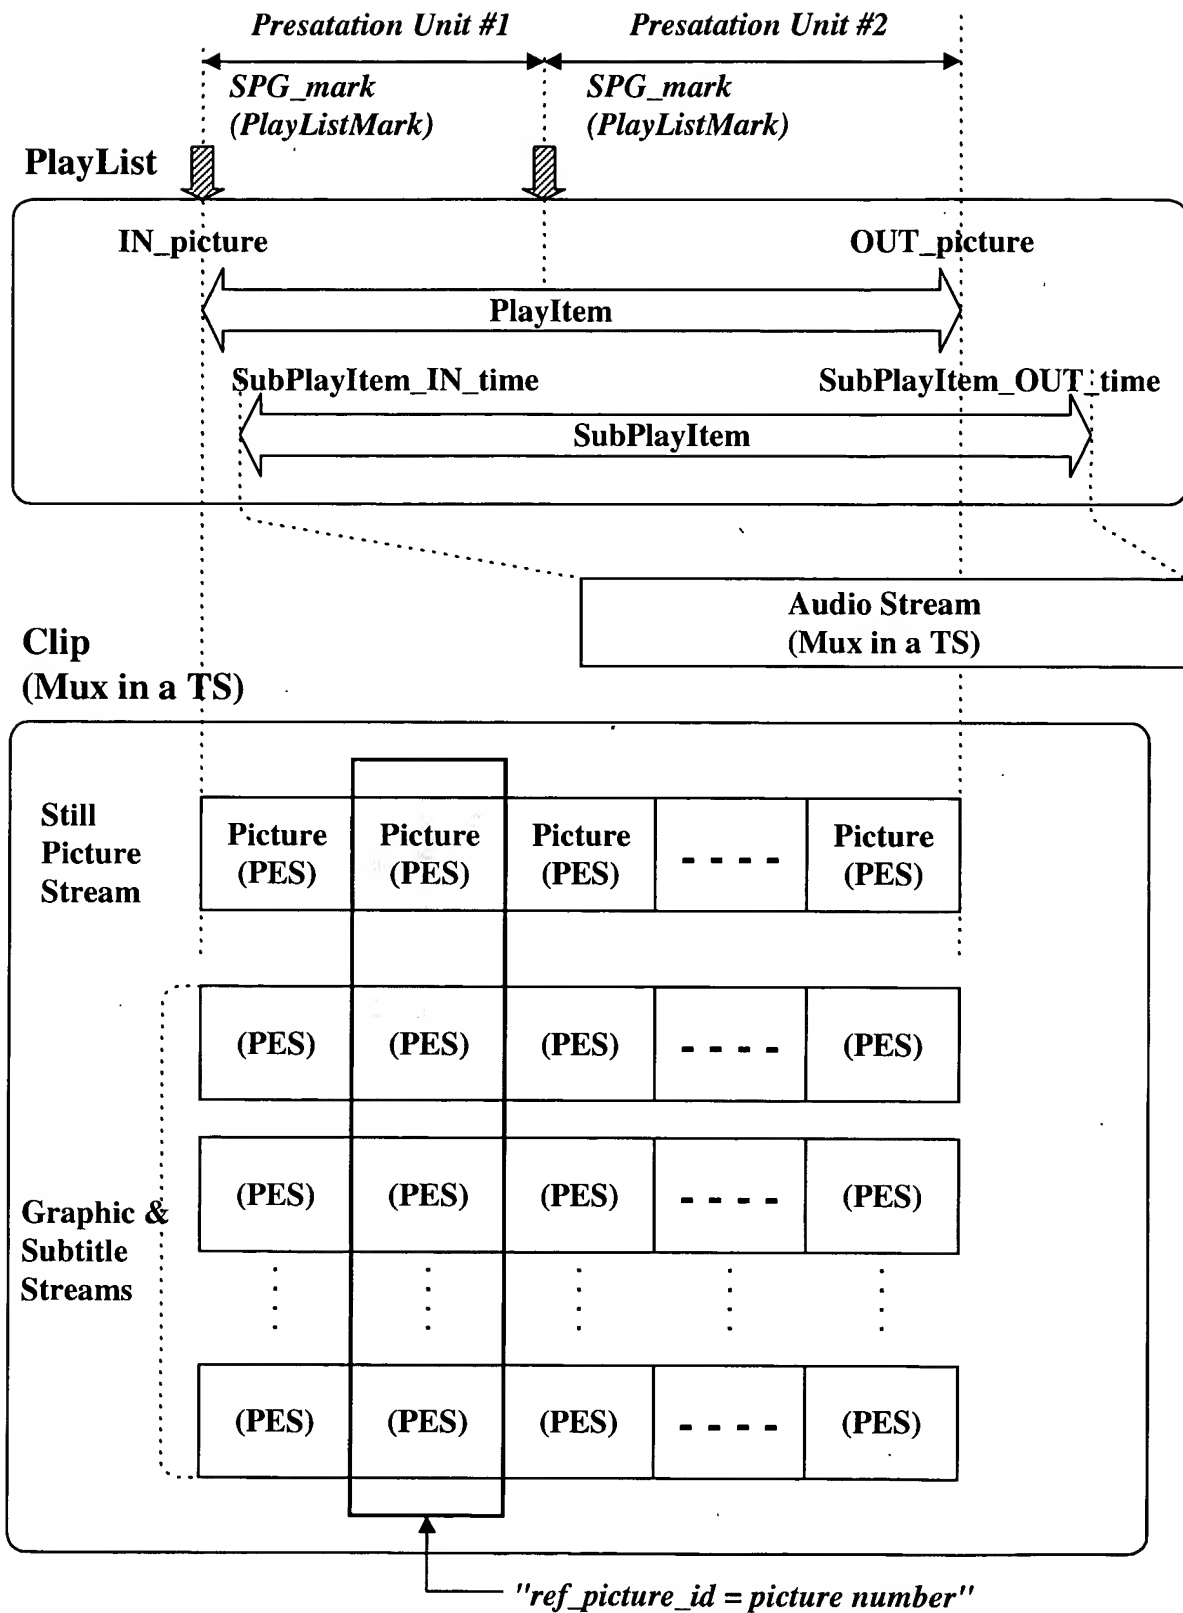 Presatation Unit #1
Presatation Unit #2
SPG_mark
(PlayListMark)
SPG_mark
(PlayListMark)
PlayList
IN_picture
OUT_picture
PlayItem
SubPlayItem_IN_time
SubPlayItem_OUT_time
SubPlayItem
Audio Stream
(Mux in a TS)
Clip
(Mux in a TS)
Still
Picture
Stream
Picture
(PES)
Picture
(PES)
Picture
(PES)
- - - -
Picture
(PES)
(PES)
(PES)
(PES)
- - - -
(PES)
(PES)
(PES)
(PES)
- - - -
(PES)
Graphic &
Subtitle
Streams
(PES)
(PES)
(PES)
- - - -
(PES)
"ref_picture_id = picture number"